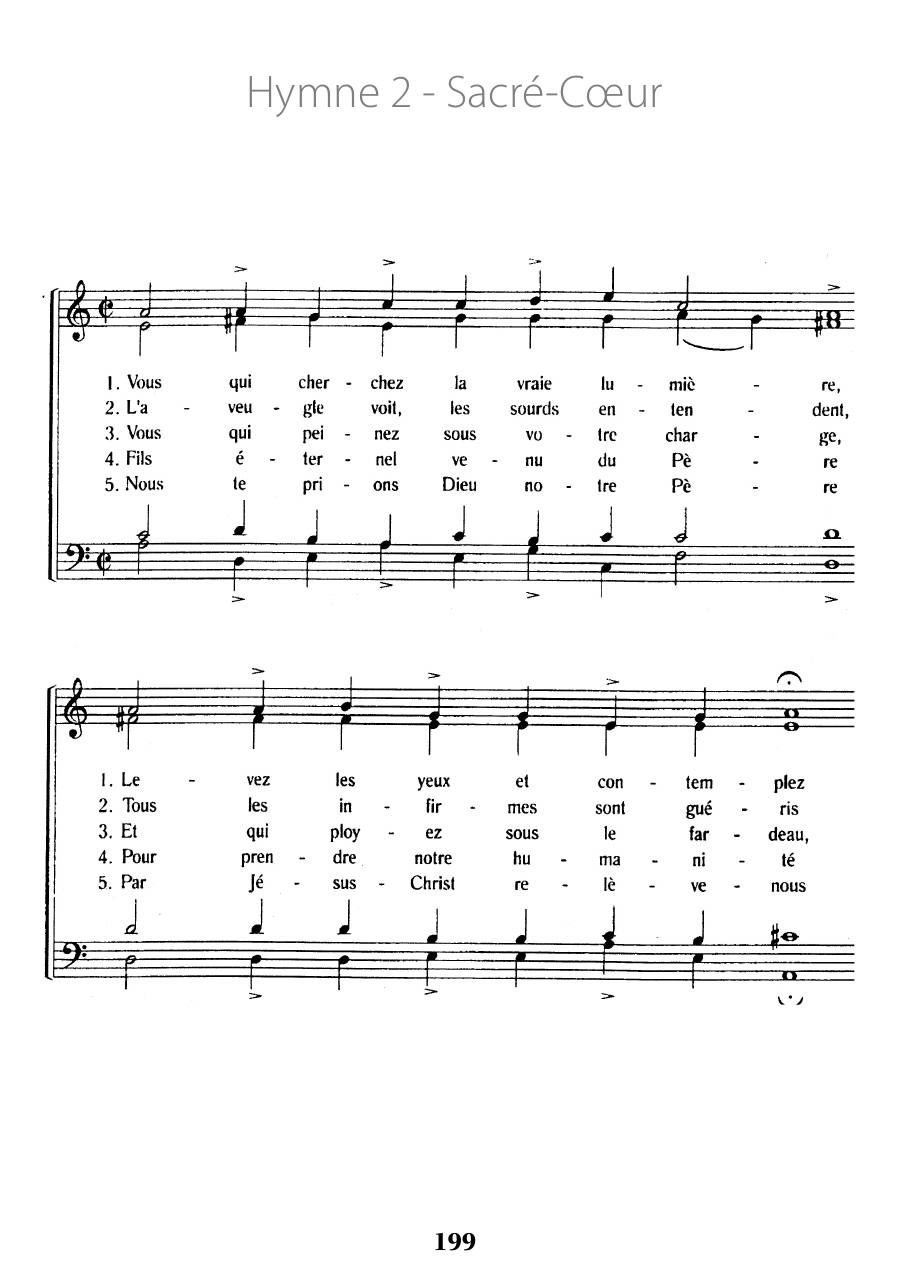 Hymne 2 - Sacré-Cœur
1. Vous qui cher - chez la vraie lu - miè - re,
2. L'a - veu - gle voit, les sourds en - ten - dent,
3. Vous qui pei - nez sous vo - tre char - ge,
4. Fils é - ter - nel ve - nu du Pè - re
5. Nous te pri - ons Dieu no - tre Pè - re
1. Le - vez les yeux et con - tem - plez
2. Tous les in - fir - mes sont gué - ris
3. Et qui ploy - ez sous le far - deau,
4. Pour pren - dre notre hu - ma - ni - té
5. Par Jé - sus - Christ re - lè - ve - nous
199